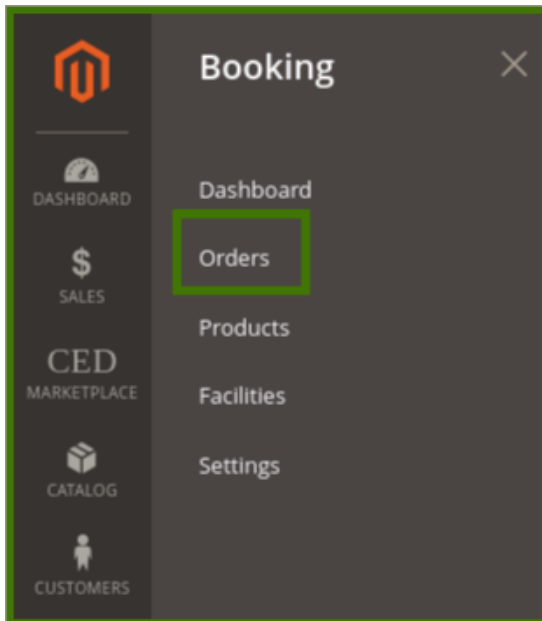 Booking
DASHBOARD
$
SALES
CED
MARKETPLACE
CATALOG
CUSTOMERS
Dashboard
Orders
Products
Facilities
Settings